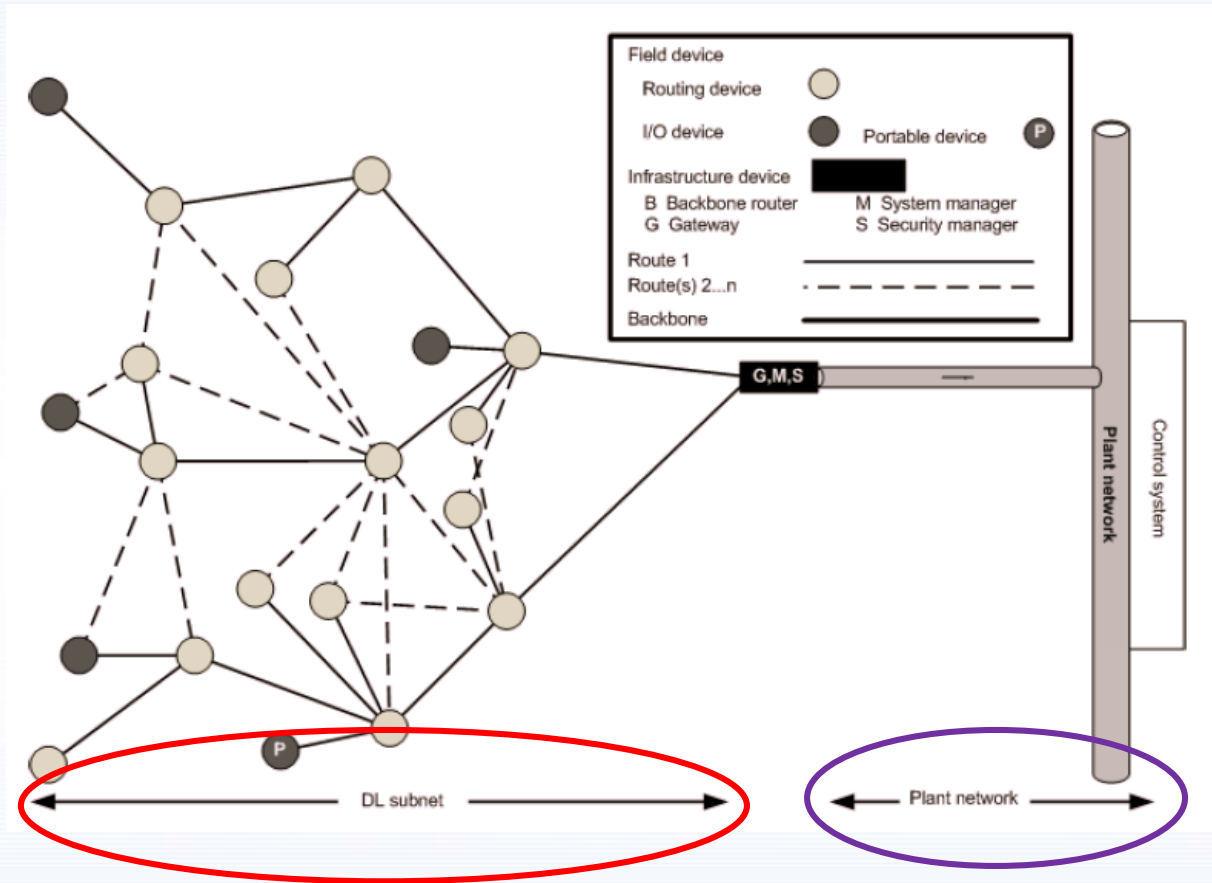 Field device
Routing device
I/O device
Portable device
P
Infrastructure device
B Backbone router
M System manager
G Gateway
S Security manager
Route 1
Route(s) 2...n
Backbone
G,M,S
Plant network
Control system
P
DL subnet
Plant network